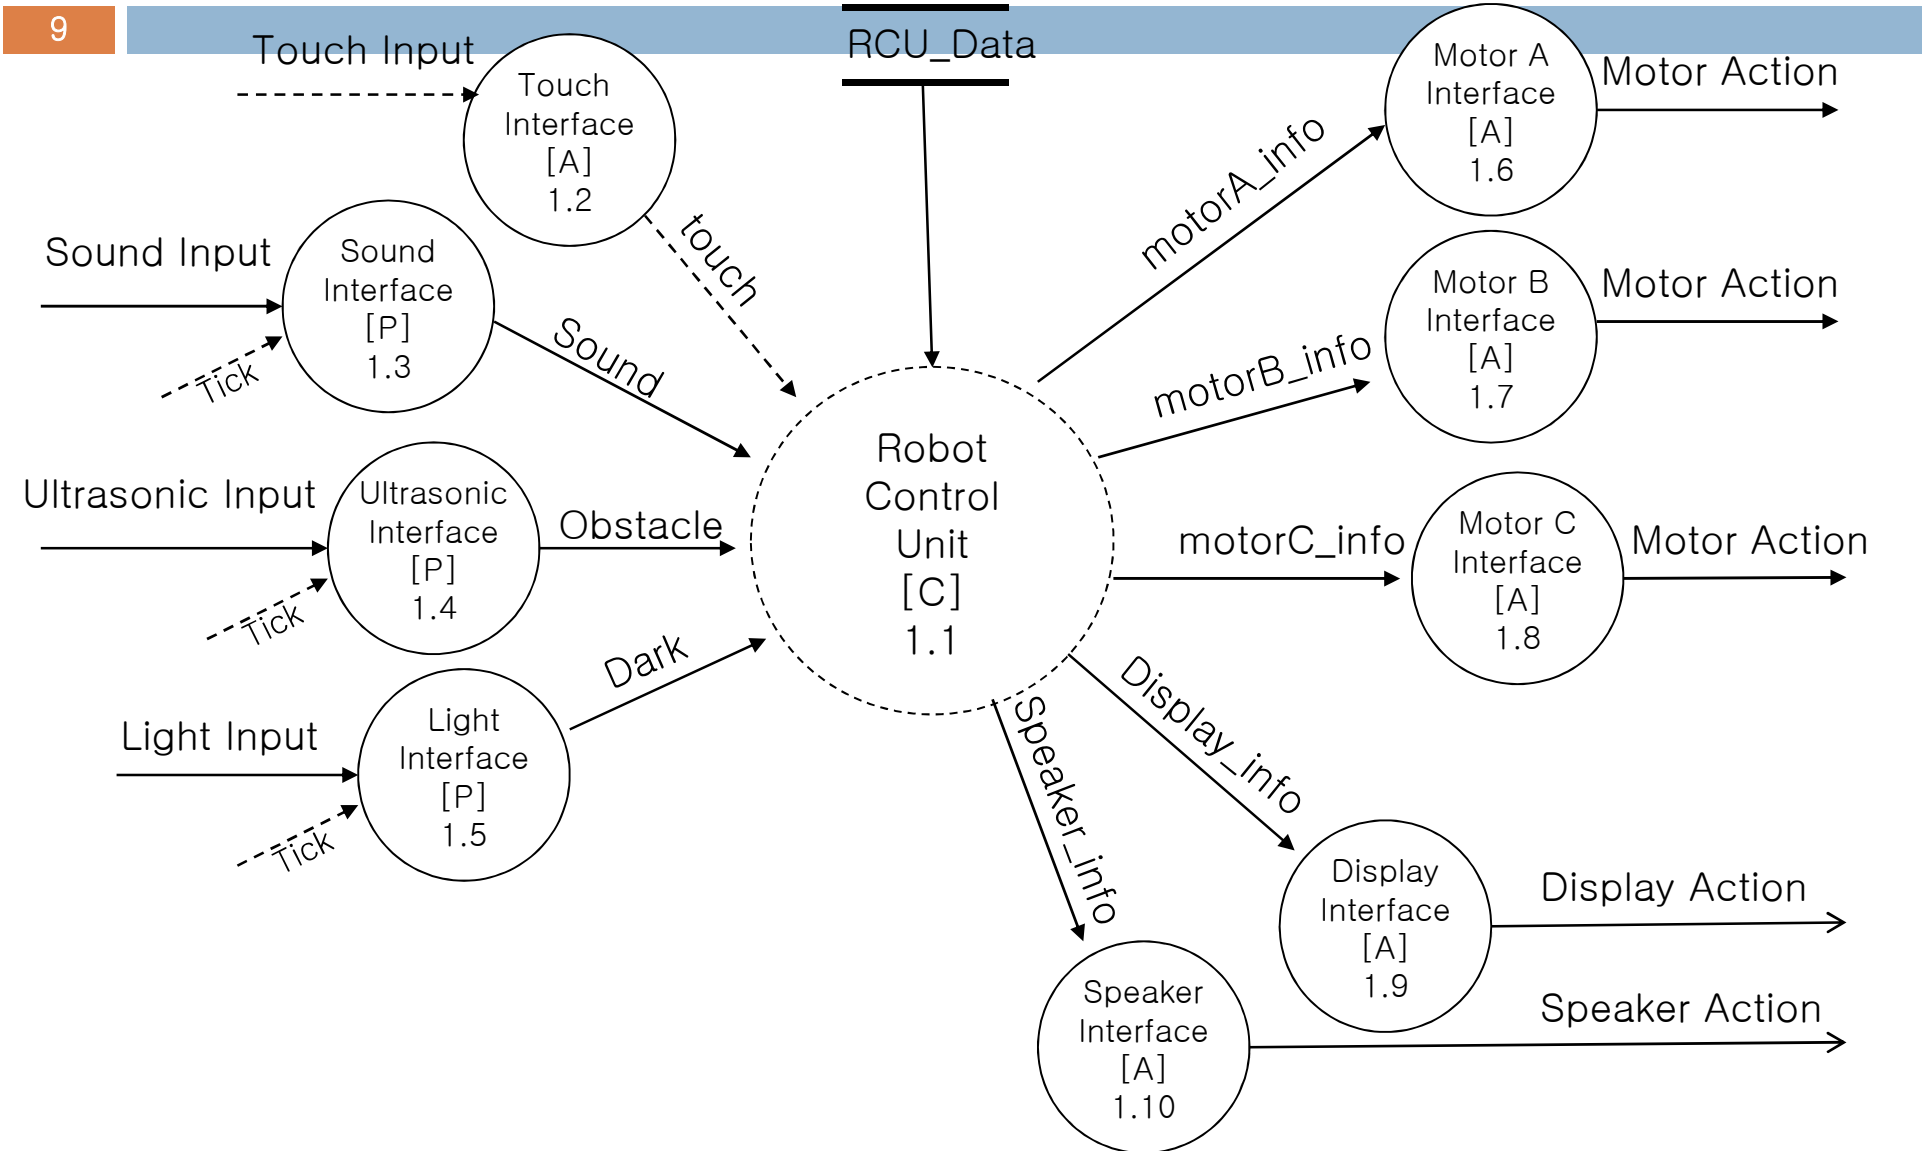 9
RCU_Data
Touch Input
Touch
Interface
[A]
1.2
touch
Sound Input
Sound
Interface
[P]
1.3
Tick
Sound
Ultrasonic Input
Ultrasonic
Interface
[P]
1.4
Tick
Obstacle
Light Input
Light
Interface
[P]
1.5
Tick
Dark
Robot
Control
Unit
[C]
1.1
motorA_info
Motor A
Interface
[A]
1.6
Motor Action
motorB_info
Motor B
Interface
[A]
1.7
Motor Action
motorC_info
Motor C
Interface
[A]
1.8
Motor Action
Display_info
Display
Interface
[A]
1.9
Display Action
Speaker_info
Speaker
Interface
[A]
1.10
Speaker Action